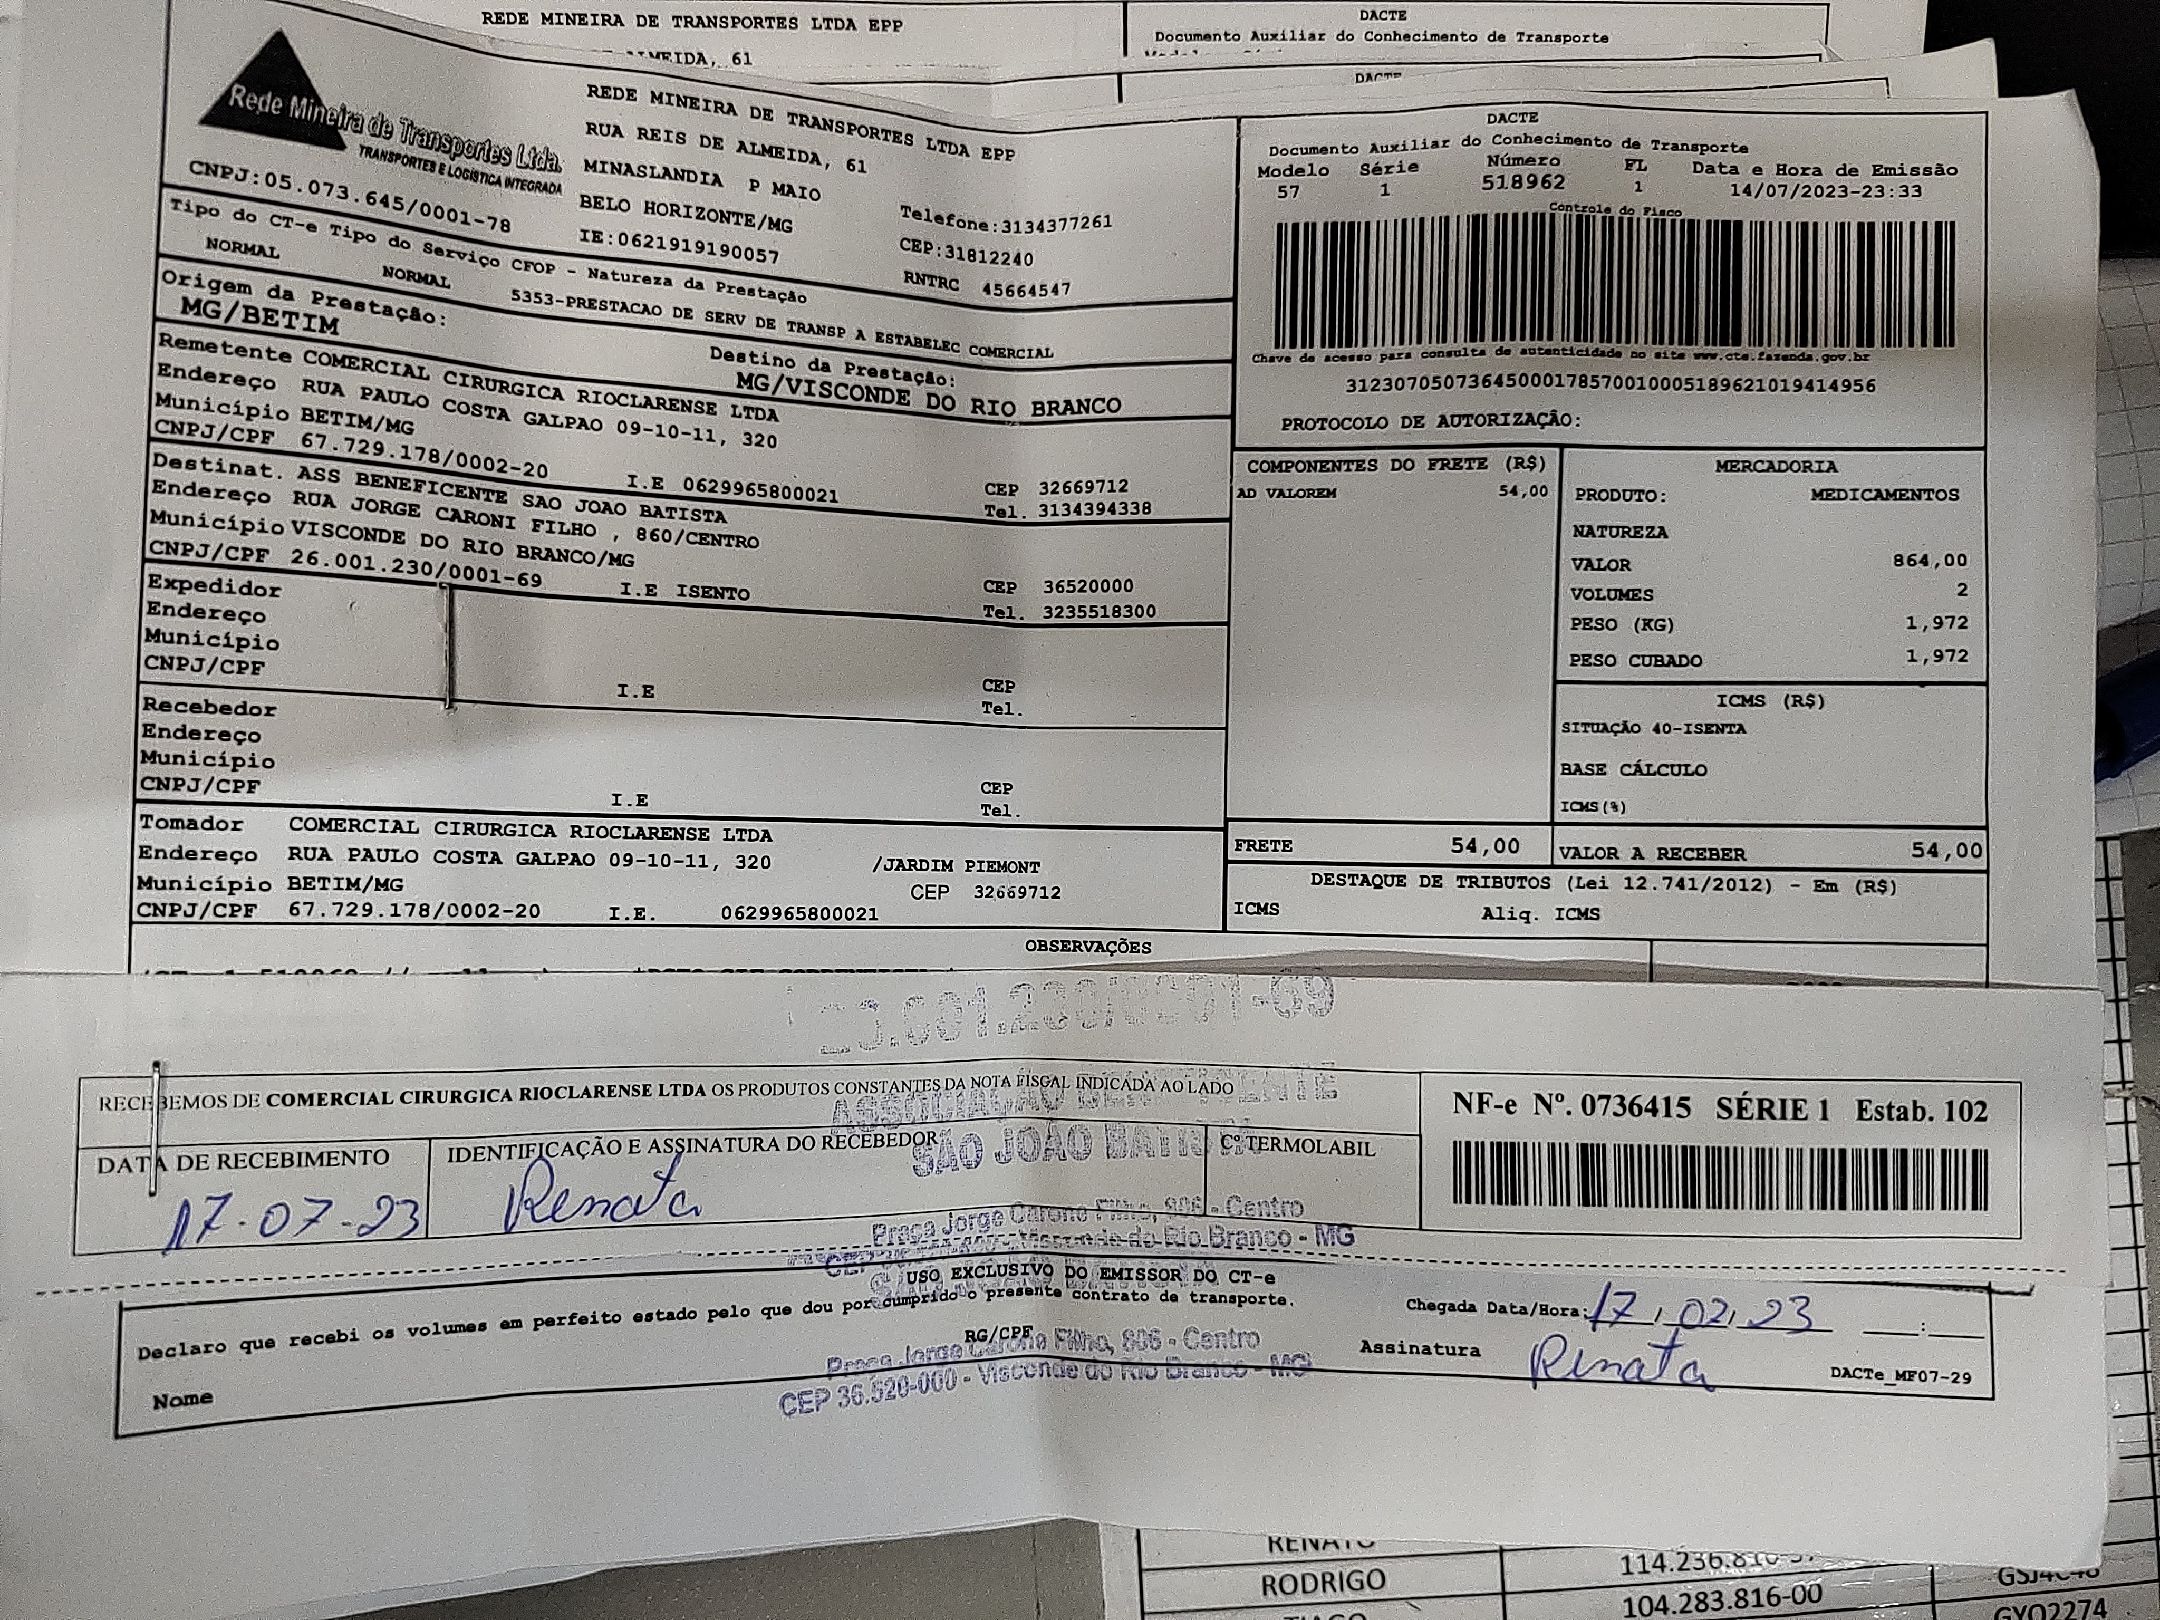 REDE MINEIRA DE TRANSPORTES LTDA EPP
ALMEIDA, 61
DACTE
Documento Auxiliar do Conhecimento de Transporte
DACTE
Rede Mineira de Transportes Ltda.
TRANSPORTES E LOGÍSTICA INTEGRADA
CNPJ:05.073.645/0001-78
REDE MINEIRA DE TRANSPORTES LTDA EPP
RUA REIS DE ALMEIDA, 61
MINASLANDIA P MAIO
BELO HORIZONTE/MG
IE:0621919190057
Telefone:3134377261
CEP:31812240
RNTRC 45664547
DACTE
Documento Auxiliar do Conhecimento de Transporte
Modelo Série Número FL Data e Hora de Emissão
57 1 518962 1 14/07/2023-23:33
Controle do Fisco
Chave de acesso para consulta de autenticidade no site www.cte.fazenda.gov.br
31230705073645000178570010005189621019414956
PROTOCOLO DE AUTORIZAÇÃO:
Tipo do CT-e Tipo do Serviço CFOP - Natureza da Prestação
NORMAL NORMAL 5353-PRESTACAO DE SERV DE TRANSP A ESTABELEC COMERCIAL
Origem da Prestação: Destino da Prestação:
MG/BETIM MG/VISCONDE DO RIO BRANCO
Remetente COMERCIAL CIRURGICA RIOCLARENSE LTDA
Endereço RUA PAULO COSTA GALPAO 09-10-11, 320
Município BETIM/MG CEP 32669712
CNPJ/CPF 67.729.178/0002-20 I.E 0629965800021 Tel. 3134394338
Destinat. ASS BENEFICENTE SAO JOAO BATISTA
Endereço RUA JORGE CARONI FILHO , 860/CENTRO
Município VISCONDE DO RIO BRANCO/MG CEP 36520000
CNPJ/CPF 26.001.230/0001-69 I.E ISENTO Tel. 3235518300
Expedidor
Endereço
Município CEP
CNPJ/CPF I.E Tel.
Recebedor
Endereço
Município CEP
CNPJ/CPF I.E Tel.
Tomador COMERCIAL CIRURGICA RIOCLARENSE LTDA
Endereço RUA PAULO COSTA GALPAO 09-10-11, 320 /JARDIM PIEMONT
Município BETIM/MG CEP 32669712
CNPJ/CPF 67.729.178/0002-20 I.E. 0629965800021
COMPONENTES DO FRETE (R$)
AD VALOREM 54,00
MERCADORIA
PRODUTO: MEDICAMENTOS
NATUREZA
VALOR 864,00
VOLUMES 2
PESO (KG) 1,972
PESO CUBADO 1,972
ICMS (R$)
SITUAÇÃO 40-ISENTA
BASE CÁLCULO
ICMS(%)
FRETE 54,00 VALOR A RECEBER 54,00
DESTAQUE DE TRIBUTOS (Lei 12.741/2012) - Em (R$)
ICMS Aliq. ICMS
OBSERVAÇÕES
RECEBEMOS DE COMERCIAL CIRURGICA RIOCLARENSE LTDA OS PRODUTOS CONSTANTES DA NOTA FISCAL INDICADA AO LADO
ASSOCIAÇÃO BENEFICENTE
SÃO JOÃO BATISTA
DATA DE RECEBIMENTO IDENTIFICAÇÃO E ASSINATURA DO RECEBEDOR Cº TERMOLABIL
17-07-23 Renata
NF-e Nº. 0736415 SÉRIE 1 Estab. 102
Praça Jorge Carone Filho, 806 - Centro
Visconde do Rio Branco - MG
USO EXCLUSIVO DO EMISSOR DO CT-e
Declaro que recebi os volumes em perfeito estado pelo que dou por cumprido o presente contrato de transporte.
Chegada Data/Hora: 17, 07, 23 :
RG/CPF
Assinatura Renata
Nome
DACTe_MF07-29
Praça Jorge Carone Filho, 806 - Centro
CEP 36.520-000 - Visconde do Rio Branco - MG
RENATO
RODRIGO 104.283.816-00 GYO2274